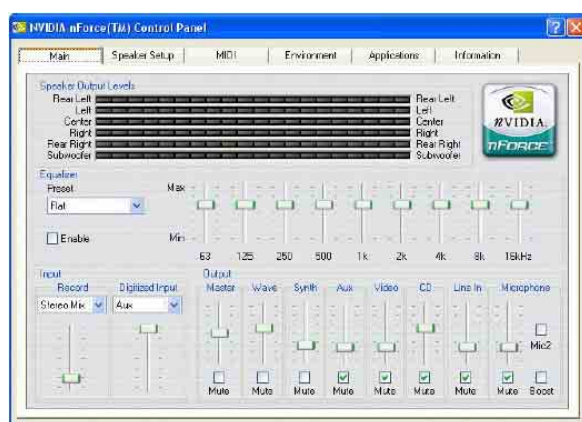 NVIDIA nForce(TM) Control Panel
Main Speaker Setup MIDI Environment Applications Information
Speaker Output Levels
Rear Left Rear Left
Left Left
Center Center
Right Right
Rear Right Rear Right
Subwoofer Subwoofer
NVIDIA.
nFORCE
Equalizer
Preset
Flat
Enable
Max
Min
63 125 250 500 1k 2k 4k 8k 16kHz
Input
Record Digitized Input
Stereo Mix Aux
Output
Master Wave Synth Aux Video CD Line In Microphone
Mic2
Mute Mute Mute Mute Mute Mute Mute Mute Boost